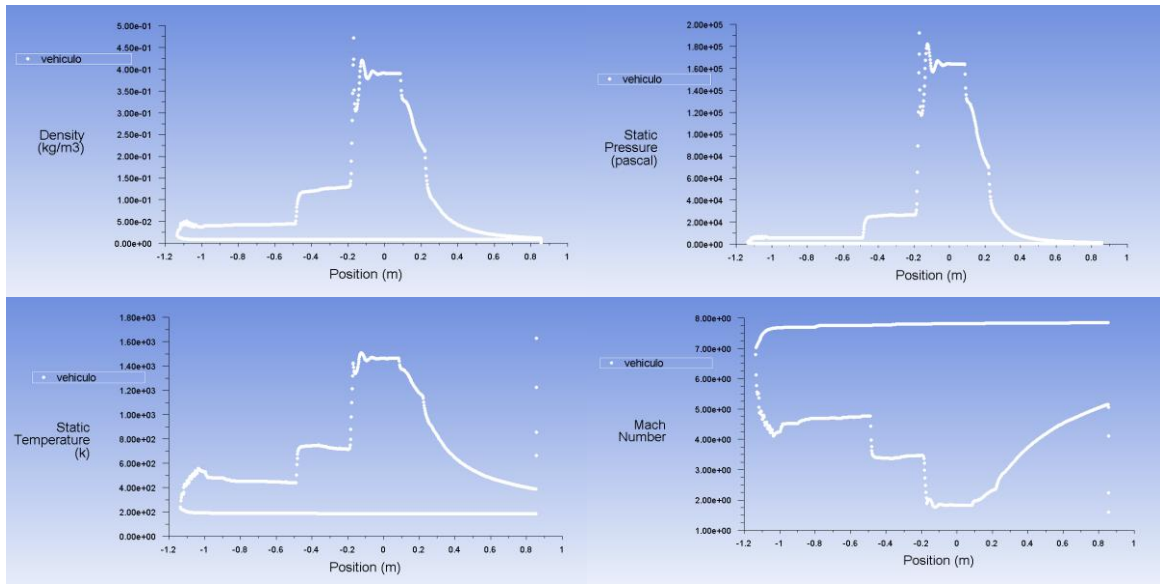 5.00e-01
4.50e-01
4.00e-01
3.50e-01
3.00e-01
2.50e-01
2.00e-01
1.50e-01
1.00e-01
5.00e-02
0.00e+00
vehiculo
Density
(kg/m3)
-1.2 -1 -0.8 -0.6 -0.4 -0.2 0 0.2 0.4 0.6 0.8 1
Position (m)
2.00e+05
1.80e+05
1.60e+05
1.40e+05
1.20e+05
1.00e+05
8.00e+04
6.00e+04
4.00e+04
2.00e+04
0.00e+00
vehiculo
Static
Pressure
(pascal)
-1.2 -1 -0.8 -0.6 -0.4 -0.2 0 0.2 0.4 0.6 0.8 1
Position (m)
1.80e+03
1.60e+03
1.40e+03
1.20e+03
1.00e+03
8.00e+02
6.00e+02
4.00e+02
2.00e+02
0.00e+00
vehiculo
Static
Temperature
(k)
-1.2 -1 -0.8 -0.6 -0.4 -0.2 0 0.2 0.4 0.6 0.8 1
Position (m)
8.00e+00
7.00e+00
6.00e+00
5.00e+00
4.00e+00
3.00e+00
2.00e+00
1.00e+00
vehiculo
Mach
Number
-1.2 -1 -0.8 -0.6 -0.4 -0.2 0 0.2 0.4 0.6 0.8 1
Position (m)